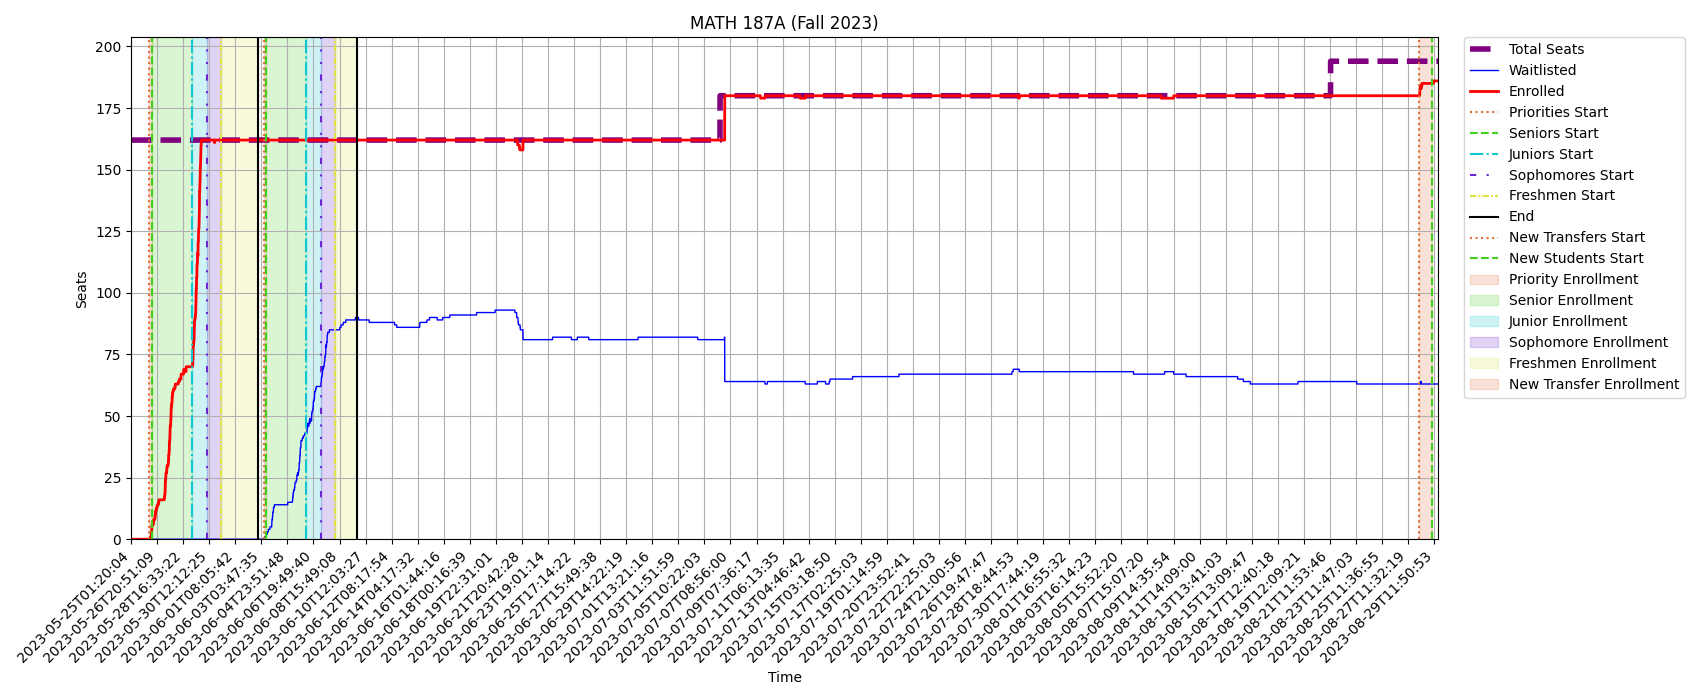 MATH 187A (Fall 2023)
Seats
200
175
150
125
100
75
50
25
0
2023-05-25T01:20:04
2023-05-26T20:51:09
2023-05-28T16:33:22
2023-05-30T12:12:25
2023-06-01T08:05:42
2023-06-03T03:47:35
2023-06-04T23:51:48
2023-06-06T19:49:40
2023-06-08T15:49:08
2023-06-10T12:03:27
2023-06-12T08:17:54
2023-06-14T04:17:32
2023-06-16T01:44:16
2023-06-18T00:16:39
2023-06-19T22:31:01
2023-06-21T20:42:28
2023-06-23T19:01:14
2023-06-25T17:14:22
2023-06-27T15:49:38
2023-06-29T14:22:19
2023-07-01T13:21:16
2023-07-03T11:51:59
2023-07-05T10:22:03
2023-07-07T08:56:00
2023-07-09T07:36:17
2023-07-11T06:13:35
2023-07-13T04:46:42
2023-07-15T03:18:50
2023-07-17T02:25:03
2023-07-19T01:14:59
2023-07-20T23:52:41
2023-07-22T22:25:03
2023-07-24T21:00:56
2023-07-26T19:47:47
2023-07-28T18:44:53
2023-07-30T17:44:19
2023-08-01T16:55:32
2023-08-03T16:14:23
2023-08-05T15:52:20
2023-08-07T15:07:20
2023-08-09T14:35:54
2023-08-11T14:09:00
2023-08-13T13:41:03
2023-08-15T13:09:47
2023-08-17T12:40:18
2023-08-19T12:09:21
2023-08-21T11:53:46
2023-08-23T11:47:03
2023-08-25T11:36:55
2023-08-27T11:32:19
2023-08-29T11:50:53
Time
Total Seats
Waitlisted
Enrolled
Priorities Start
Seniors Start
Juniors Start
Sophomores Start
Freshmen Start
End
New Transfers Start
New Students Start
Priority Enrollment
Senior Enrollment
Junior Enrollment
Sophomore Enrollment
Freshmen Enrollment
New Transfer Enrollment